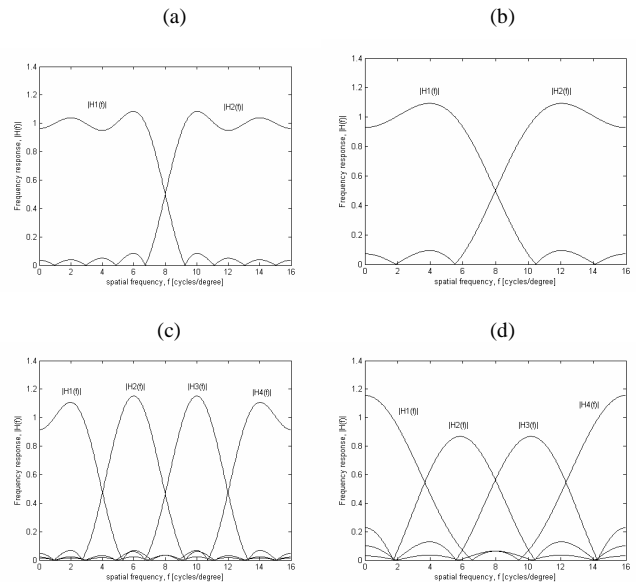 (a)
(b)
1.4
1.2
1
0.8
0.6
0.4
0.2
0
Frequency response, |H(f)|
|H1(f)|
|H2(f)|
0 2 4 6 8 10 12 14 16
spatial frequency, f [cycles/degree]
1.4
1.2
1
0.8
0.6
0.4
0.2
0
Frequency response, |H(f)|
|H1(f)|
|H2(f)|
0 2 4 6 8 10 12 14 16
spatial frequency, f [cycles/degree]
(c)
(d)
1.4
1.2
1
0.8
0.6
0.4
0.2
0
Frequency response, |H(f)|
|H1(f)|
|H2(f)|
|H3(f)|
|H4(f)|
0 2 4 6 8 10 12 14 16
spatial frequency, f [cycles/degree]
1.4
1.2
1
0.8
0.6
0.4
0.2
0
Frequency response, |H(f)|
|H1(f)|
|H2(f)|
|H3(f)|
|H4(f)|
0 2 4 6 8 10 12 14 16
spatial frequency, f [cycles/degree]